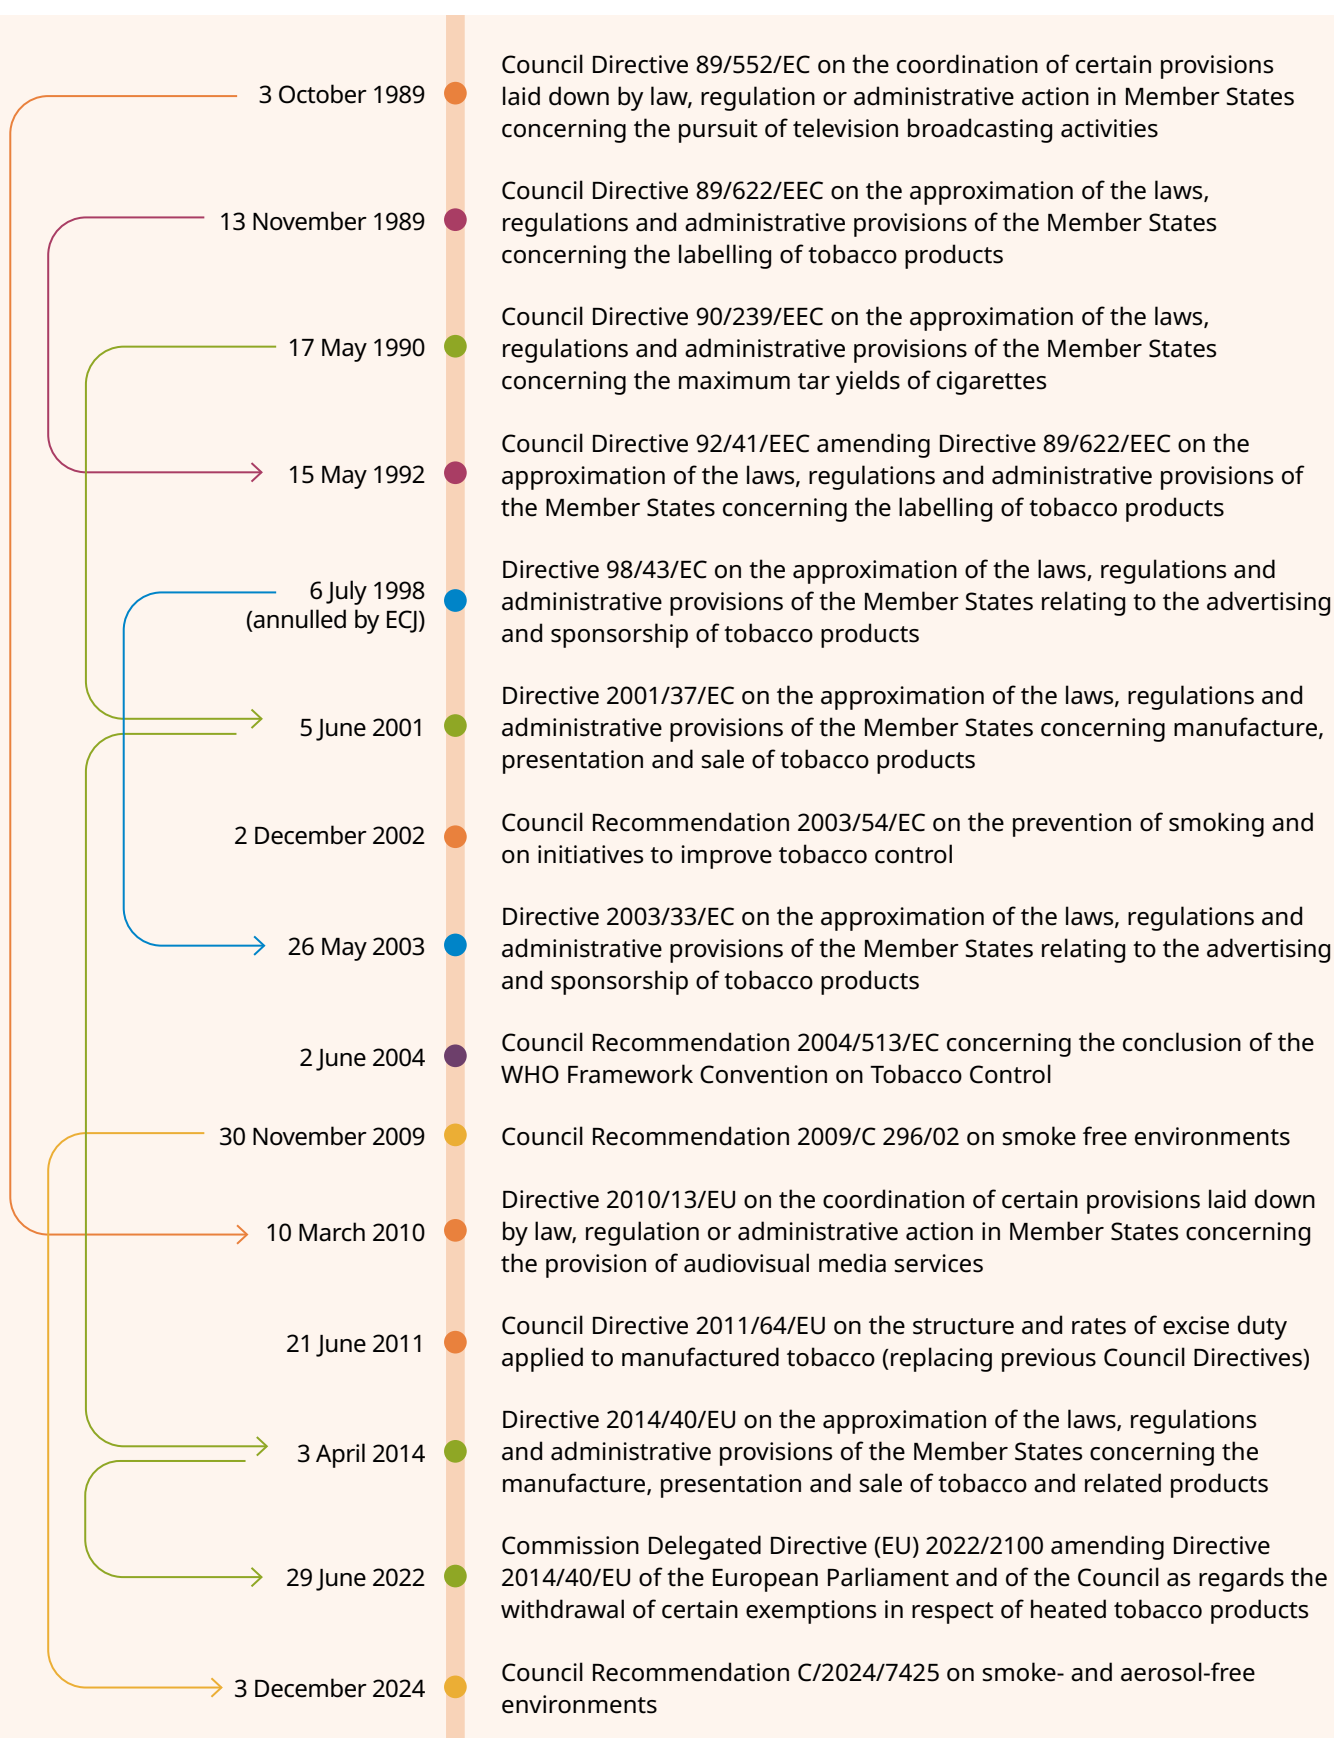 3 October 1989
Council Directive 89/552/EC on the coordination of certain provisions
laid down by law, regulation or administrative action in Member States
concerning the pursuit of television broadcasting activities
13 November 1989
Council Directive 89/622/EEC on the approximation of the laws,
regulations and administrative provisions of the Member States
concerning the labelling of tobacco products
17 May 1990
Council Directive 90/239/EEC on the approximation of the laws,
regulations and administrative provisions of the Member States
concerning the maximum tar yields of cigarettes
15 May 1992
Council Directive 92/41/EEC amending Directive 89/622/EEC on the
approximation of the laws, regulations and administrative provisions of
the Member States concerning the labelling of tobacco products
6 July 1998
(annulled by ECJ)
Directive 98/43/EC on the approximation of the laws, regulations and
administrative provisions of the Member States relating to the advertising
and sponsorship of tobacco products
5 June 2001
Directive 2001/37/EC on the approximation of the laws, regulations and
administrative provisions of the Member States concerning manufacture,
presentation and sale of tobacco products
2 December 2002
Council Recommendation 2003/54/EC on the prevention of smoking and
on initiatives to improve tobacco control
26 May 2003
Directive 2003/33/EC on the approximation of the laws, regulations and
administrative provisions of the Member States relating to the advertising
and sponsorship of tobacco products
2 June 2004
Council Recommendation 2004/513/EC concerning the conclusion of the
WHO Framework Convention on Tobacco Control
30 November 2009
Council Recommendation 2009/C 296/02 on smoke free environments
10 March 2010
Directive 2010/13/EU on the coordination of certain provisions laid down
by law, regulation or administrative action in Member States concerning
the provision of audiovisual media services
21 June 2011
Council Directive 2011/64/EU on the structure and rates of excise duty
applied to manufactured tobacco (replacing previous Council Directives)
3 April 2014
Directive 2014/40/EU on the approximation of the laws, regulations
and administrative provisions of the Member States concerning the
manufacture, presentation and sale of tobacco and related products
29 June 2022
Commission Delegated Directive (EU) 2022/2100 amending Directive
2014/40/EU of the European Parliament and of the Council as regards the
withdrawal of certain exemptions in respect of heated tobacco products
3 December 2024
Council Recommendation C/2024/7425 on smoke- and aerosol-free
environments